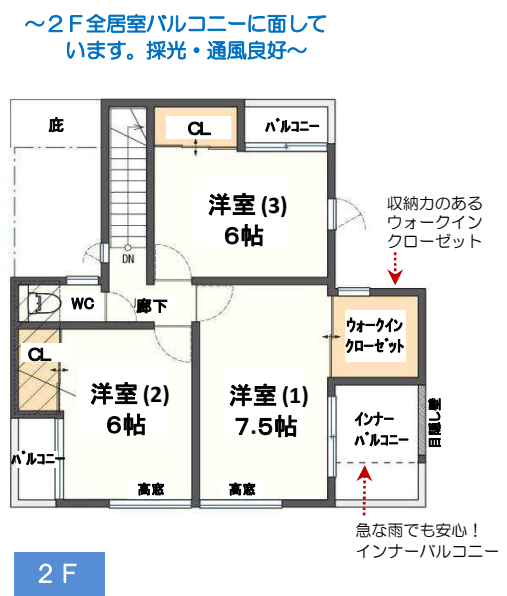 ～２Ｆ全居室バルコニーに面して
います。採光・通風良好～
庇
CL
バルコニー
洋室(3)
6帖
収納力のある
ウォークイン
クローゼット
DN
WC
廊下
ウォークイン
クローゼット
CL
洋室(2)
6帖
洋室(1)
7.5帖
インナー
バルコニー
目隠し壁
バルコニー
高窓
高窓
急な雨でも安心！
インナーバルコニー
２Ｆ